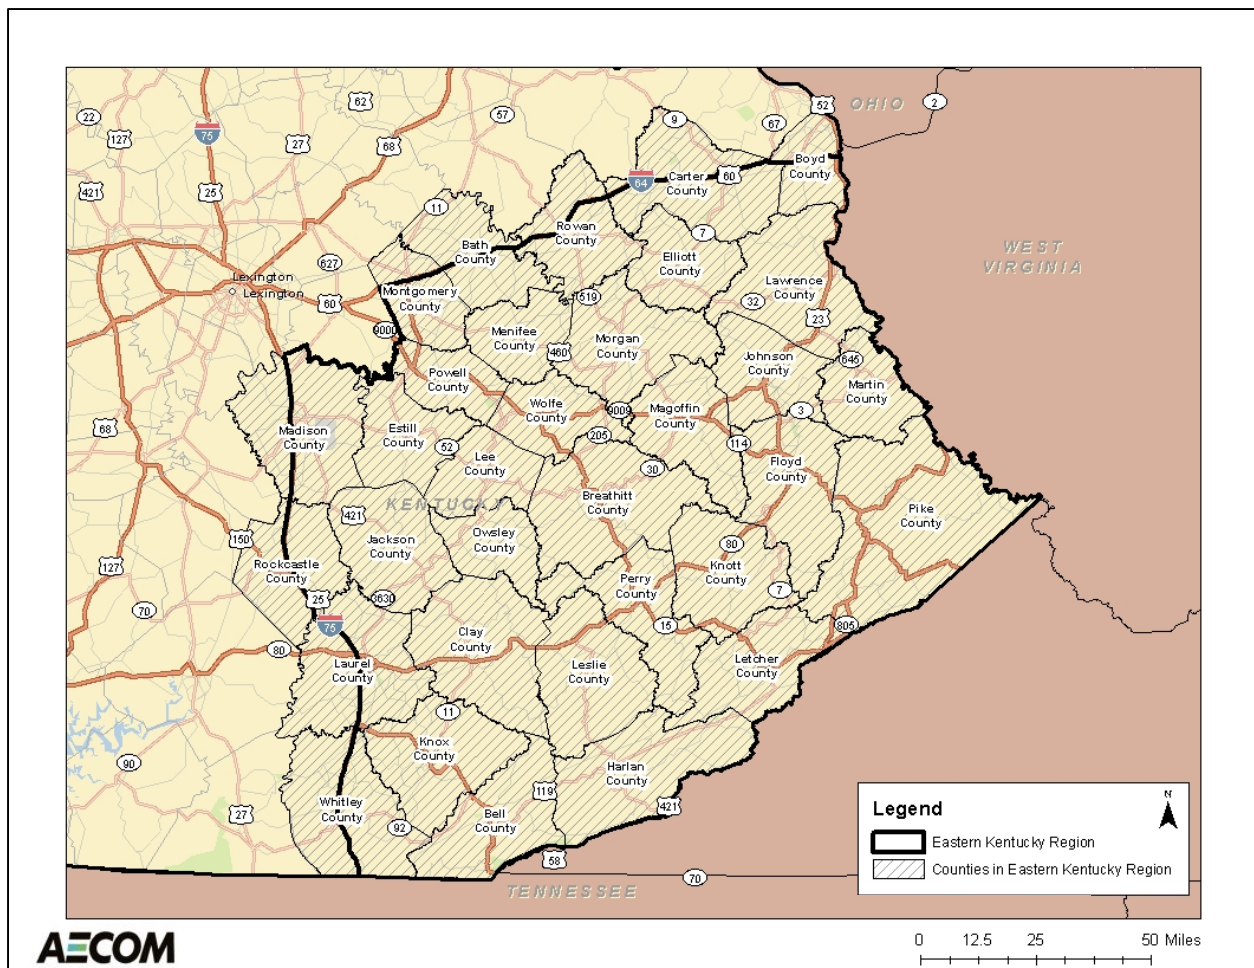 OHIO
2
52
22
62
57
9
67
127
75
27
68
Boyd
County
64
Carter
County
60
421
25
11
Rowan
County
7
Bath
County
Elliott
County
WEST
VIRGINIA
627
Lexington
Lexington
60
Montgomery
County
519
Lawrence
County
32
23
9000
Menifee
County
460
Morgan
County
Johnson
County
645
Martin
County
Powell
County
Wolfe
County
9009
Magoffin
County
3
68
Madison
County
Estill
County
52
205
114
Lee
County
30
Floyd
County
KENTUCKY
Breathitt
County
421
Pike
County
150
Jackson
County
Owsley
County
80
127
Rockcastle
County
Perry
County
Knott
County
7
25
3630
70
75
15
805
80
Clay
County
Laurel
County
Leslie
County
Letcher
County
11
Knox
County
90
Harlan
County
119
421
Whitley
County
27
92
Bell
County
58
70
TENNESSEE
Legend
N
Eastern Kentucky Region
Counties in Eastern Kentucky Region
AECOM
0 12.5 25 50 Miles